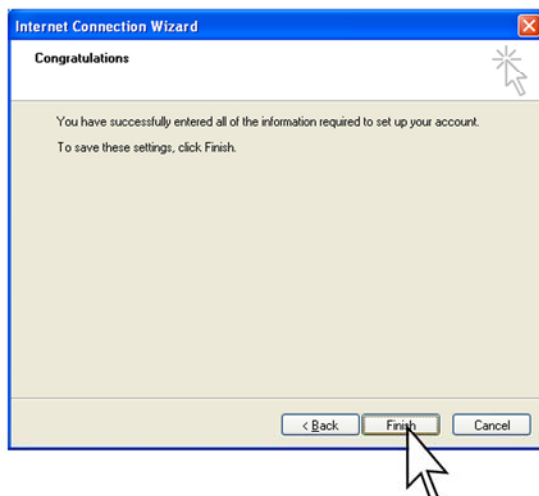 Internet Connection Wizard
Congratulations
You have successfully entered all of the information required to set up your account.
To save these settings, click Finish.
< Back
Finish
Cancel